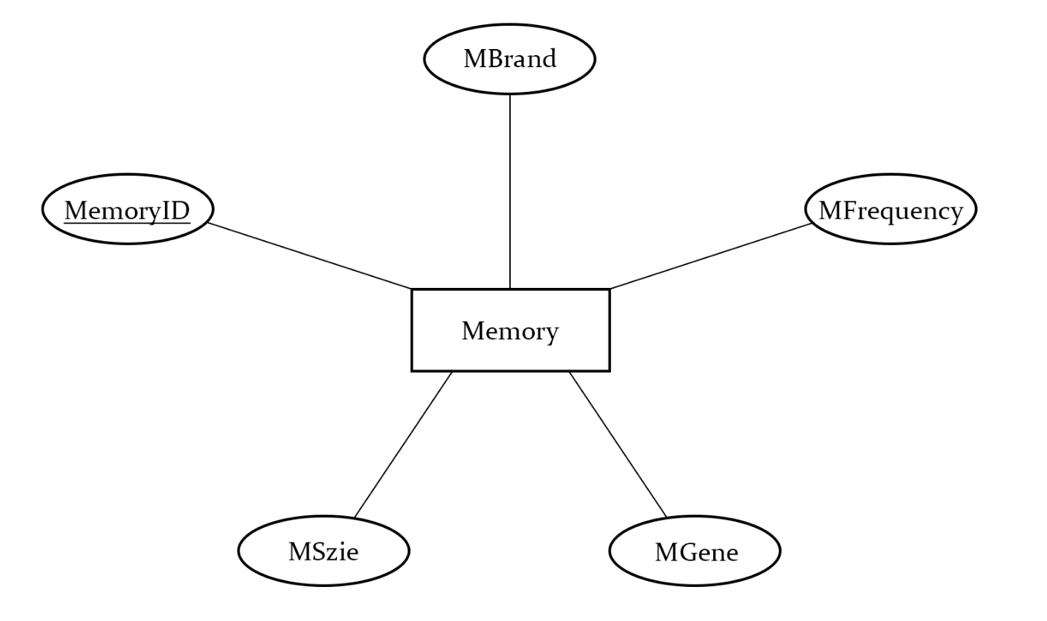 MBrand
MemoryID
MFrequency
Memory
MSzie
MGene